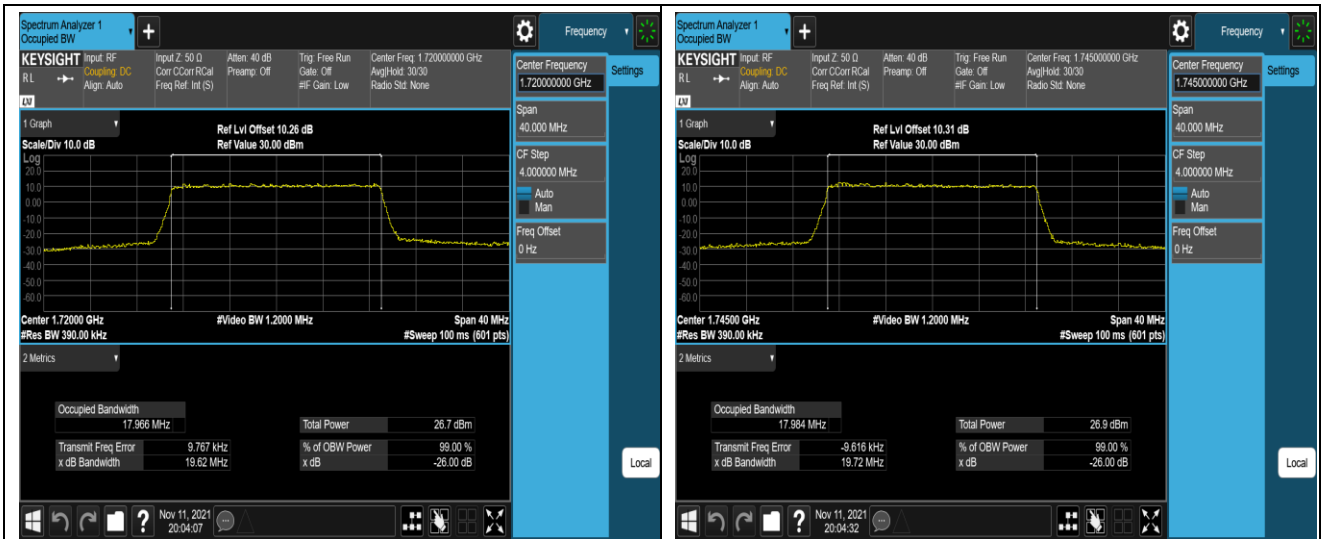 Spectrum Analyzer 1
Occupied BW
+
Frequency
KEYSIGHT
Input: RF
Input Z: 50 Ω
Atten: 40 dB
Trig: Free Run
Center Freq: 1.720000000 GHz
RL
Coupling: DC
Corr CCorr RCal
Preamp: Off
Gate: Off
Avg|Hold: 30/30
Align: Auto
Freq Ref: Int (S)
#IF Gain: Low
Radio Std: None
LXI
Center Frequency
1.720000000 GHz
Settings
Span
40.000 MHz
CF Step
4.000000 MHz
Auto
Man
Freq Offset
0 Hz
Local
1 Graph
Ref Lvl Offset 10.26 dB
Scale/Div 10.0 dB
Ref Value 30.00 dBm
Log
20.0
10.0
0.00
-10.0
-20.0
-30.0
-40.0
-50.0
-60.0
Center 1.72000 GHz
#Video BW 1.2000 MHz
Span 40 MHz
#Res BW 390.00 kHz
#Sweep 100 ms (601 pts)
2 Metrics
Occupied Bandwidth
17.966 MHz
Total Power 26.7 dBm
Transmit Freq Error 9.767 kHz
% of OBW Power 99.00 %
x dB Bandwidth 19.62 MHz
x dB -26.00 dB
?
Nov 11, 2021
20:04:07
Spectrum Analyzer 1
Occupied BW
+
Frequency
KEYSIGHT
Input: RF
Input Z: 50 Ω
Atten: 40 dB
Trig: Free Run
Center Freq: 1.745000000 GHz
RL
Coupling: DC
Corr CCorr RCal
Preamp: Off
Gate: Off
Avg|Hold: 30/30
Align: Auto
Freq Ref: Int (S)
#IF Gain: Low
Radio Std: None
LXI
Center Frequency
1.745000000 GHz
Settings
Span
40.000 MHz
CF Step
4.000000 MHz
Auto
Man
Freq Offset
0 Hz
Local
1 Graph
Ref Lvl Offset 10.31 dB
Scale/Div 10.0 dB
Ref Value 30.00 dBm
Log
20.0
10.0
0.00
-10.0
-20.0
-30.0
-40.0
-50.0
-60.0
Center 1.74500 GHz
#Video BW 1.2000 MHz
Span 40 MHz
#Res BW 390.00 kHz
#Sweep 100 ms (601 pts)
2 Metrics
Occupied Bandwidth
17.984 MHz
Total Power 26.9 dBm
Transmit Freq Error -9.616 kHz
% of OBW Power 99.00 %
x dB Bandwidth 19.72 MHz
x dB -26.00 dB
?
Nov 11, 2021
20:04:32